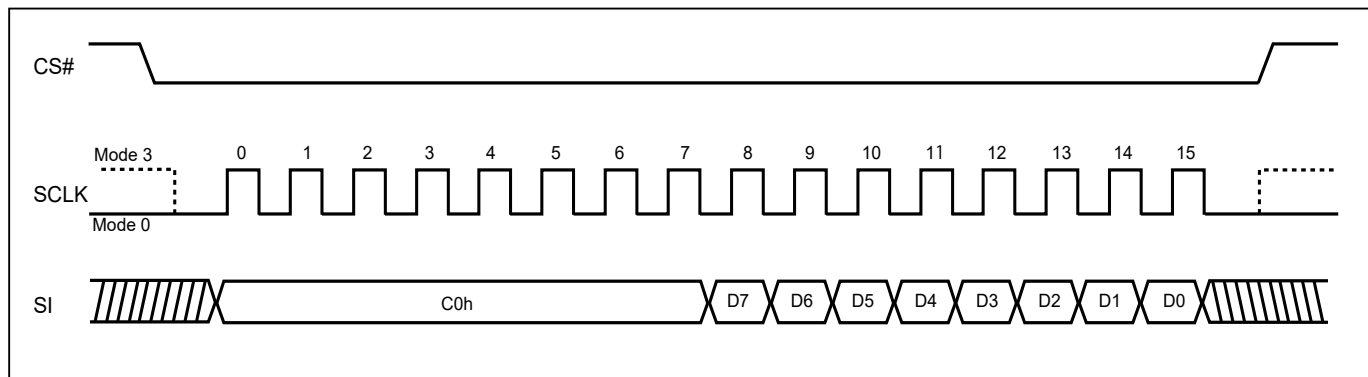 CS#
Mode 3
0 1 2 3 4 5 6 7 8 9 10 11 12 13 14 15
SCLK
Mode 0
SI
C0h D7 D6 D5 D4 D3 D2 D1 D0